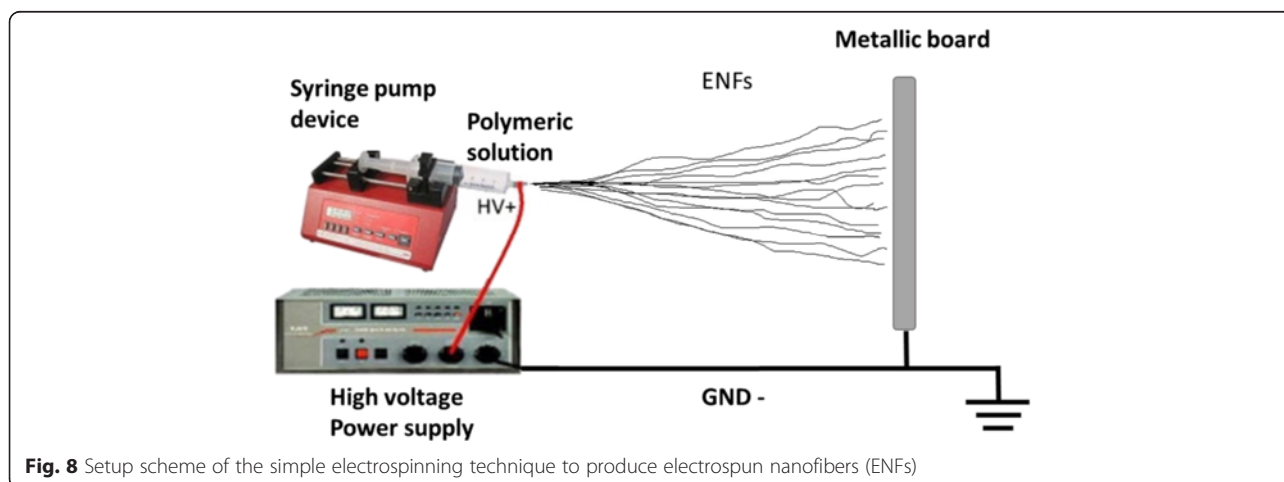 Metallic board
ENFs
Syringe pump
device
Polymeric
solution
HV+
High voltage
Power supply
GND -
Fig. 8 Setup scheme of the simple electrospinning technique to produce electrospun nanofibers (ENFs)